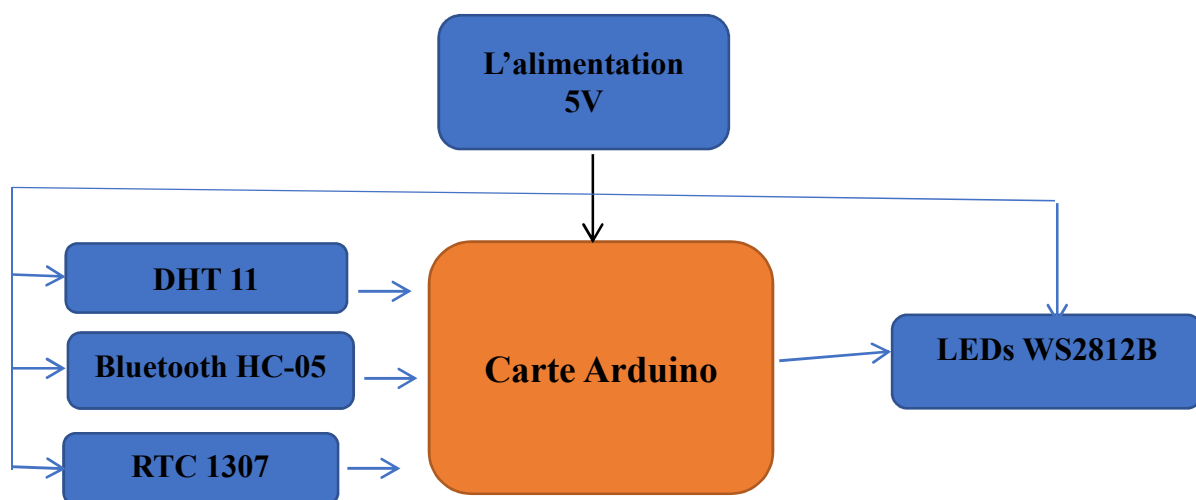 L’alimentation
5V
DHT 11
Bluetooth HC-05
RTC 1307
Carte Arduino
LEDs WS2812B